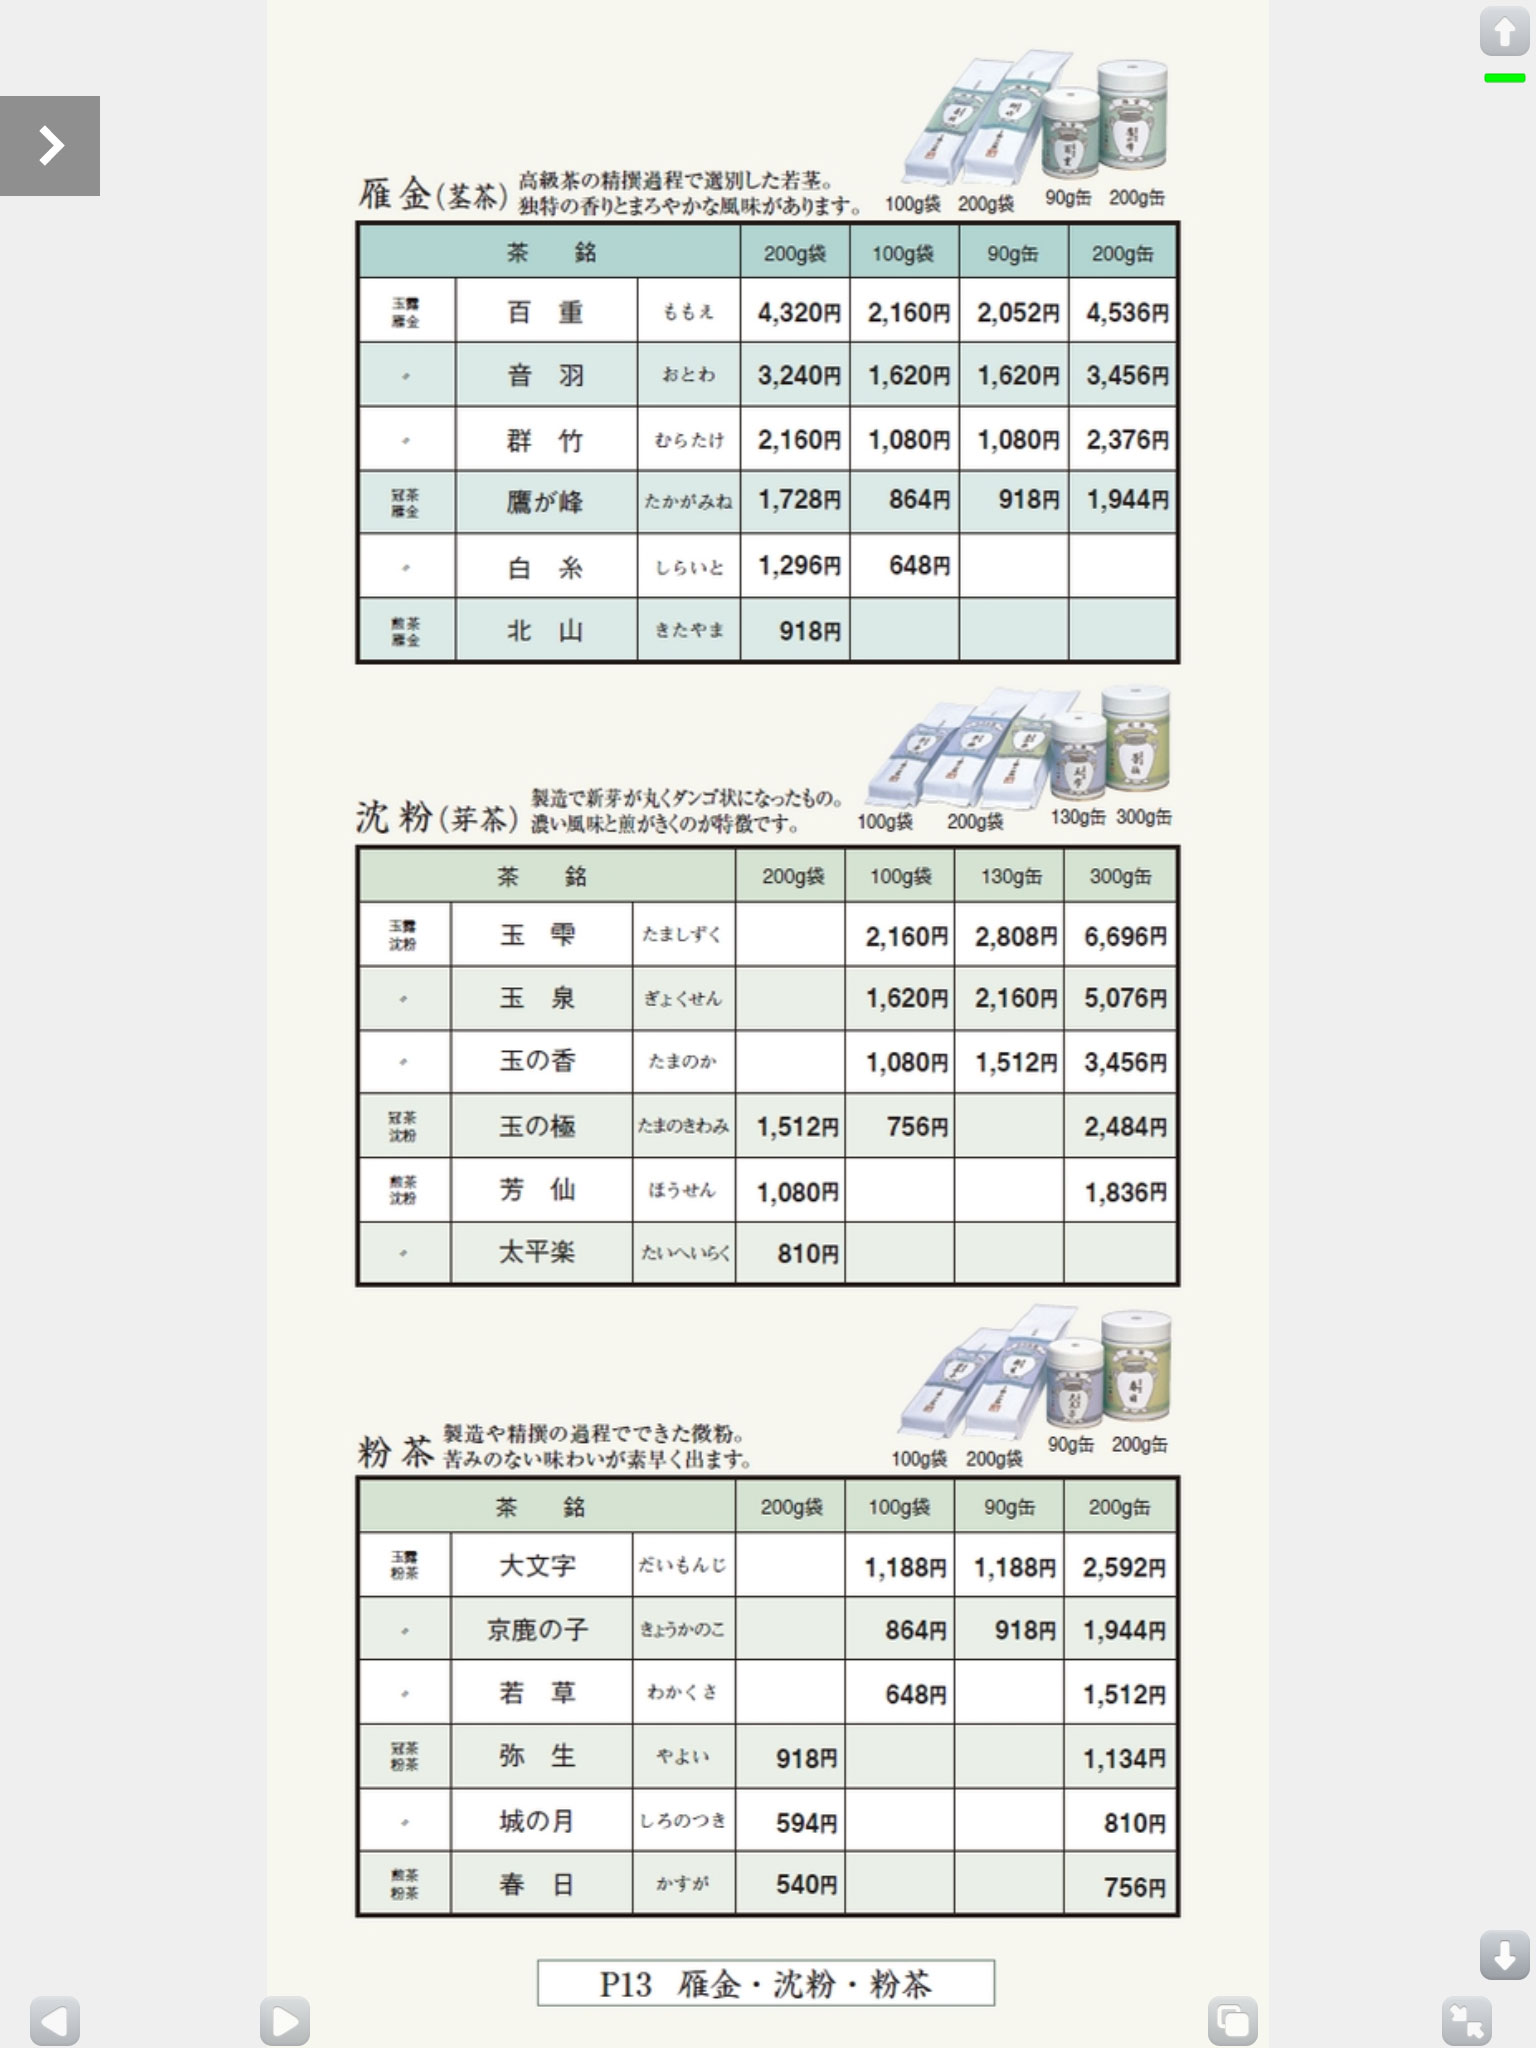 雁金(茎茶)
高級茶の精撰過程で選別した若茎。
独特の香りとまろやかな風味があります。
100g袋 200g袋 90g缶 200g缶
茶 銘 200g袋 100g袋 90g缶 200g缶
玉露雁金 百 重 ももえ 4,320円 2,160円 2,052円 4,536円
〃 音 羽 おとわ 3,240円 1,620円 1,620円 3,456円
〃 群 竹 むらたけ 2,160円 1,080円 1,080円 2,376円
冠茶雁金 鷹が峰 たかがみね 1,728円 864円 918円 1,944円
〃 白 糸 しらいと 1,296円 648円
煎茶雁金 北 山 きたやま 918円
沈粉(芽茶)
製造で新芽が丸くダンゴ状になったもの。
濃い風味と煎がきくのが特徴です。
100g袋 200g袋 130g缶 300g缶
茶 銘 200g袋 100g袋 130g缶 300g缶
玉露沈粉 玉 雫 たましずく 2,160円 2,808円 6,696円
〃 玉 泉 ぎょくせん 1,620円 2,160円 5,076円
〃 玉の香 たまのか 1,080円 1,512円 3,456円
冠茶沈粉 玉の極 たまのきわみ 1,512円 756円 2,484円
煎茶沈粉 芳 仙 ほうせん 1,080円 1,836円
〃 太平楽 たいへいらく 810円
粉茶
製造や精撰の過程でできた微粉。
苦みのない味わいが素早く出ます。
100g袋 200g袋 90g缶 200g缶
茶 銘 200g袋 100g袋 90g缶 200g缶
玉露粉茶 大文字 だいもんじ 1,188円 1,188円 2,592円
〃 京鹿の子 きょうかのこ 864円 918円 1,944円
〃 若 草 わかくさ 648円 1,512円
冠茶粉茶 弥 生 やよい 918円 1,134円
〃 城の月 しろのつき 594円 810円
煎茶粉茶 春 日 かすが 540円 756円
P13 雁金・沈粉・粉茶